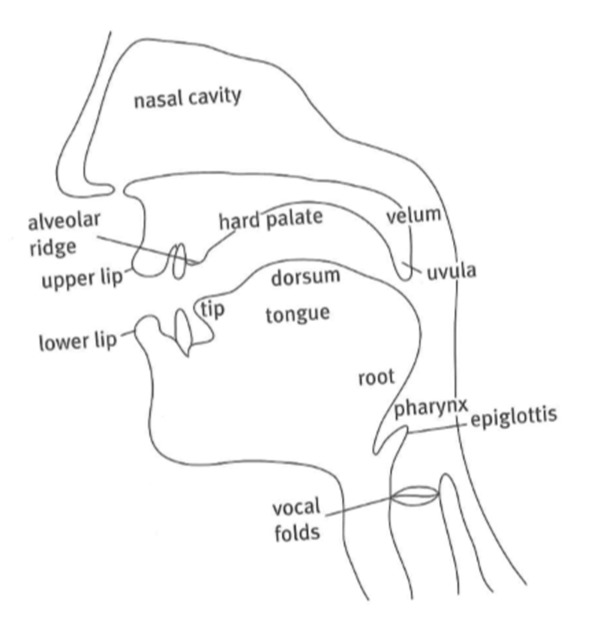 nasal cavity
alveolar
ridge
hard palate
velum
upper lip
uvula
dorsum
tip
tongue
lower lip
root
pharynx
epiglottis
vocal
folds